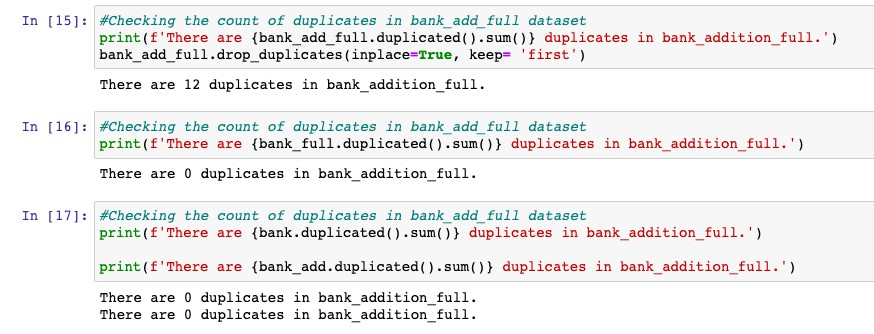 In [15]: #Checking the count of duplicates in bank_add_full dataset
print(f'There are {bank_add_full.duplicated().sum()} duplicates in bank_addition_full.')
bank_add_full.drop_duplicates(inplace=True, keep= 'first')
There are 12 duplicates in bank_addition_full.
In [16]: #Checking the count of duplicates in bank_add_full dataset
print(f'There are {bank_full.duplicated().sum()} duplicates in bank_addition_full.')
There are 0 duplicates in bank_addition_full.
In [17]: #Checking the count of duplicates in bank_add_full dataset
print(f'There are {bank.duplicated().sum()} duplicates in bank_addition_full.')
print(f'There are {bank_add.duplicated().sum()} duplicates in bank_addition_full.')
There are 0 duplicates in bank_addition_full.
There are 0 duplicates in bank_addition_full.